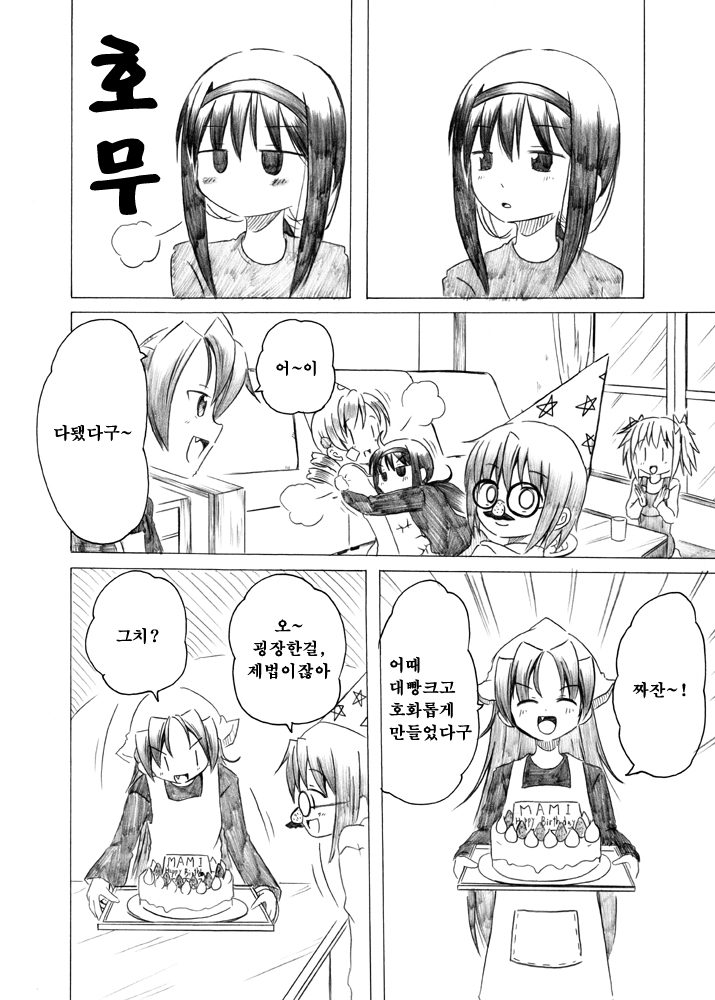 호
무
어~이
다됐다구~
짜잔~!
어때
대빵크고
호화롭게
만들었다구
MAMI
Happy Birthday
오~
굉장한걸,
제법이잖아
그치?
MAMI
Happy Birthday